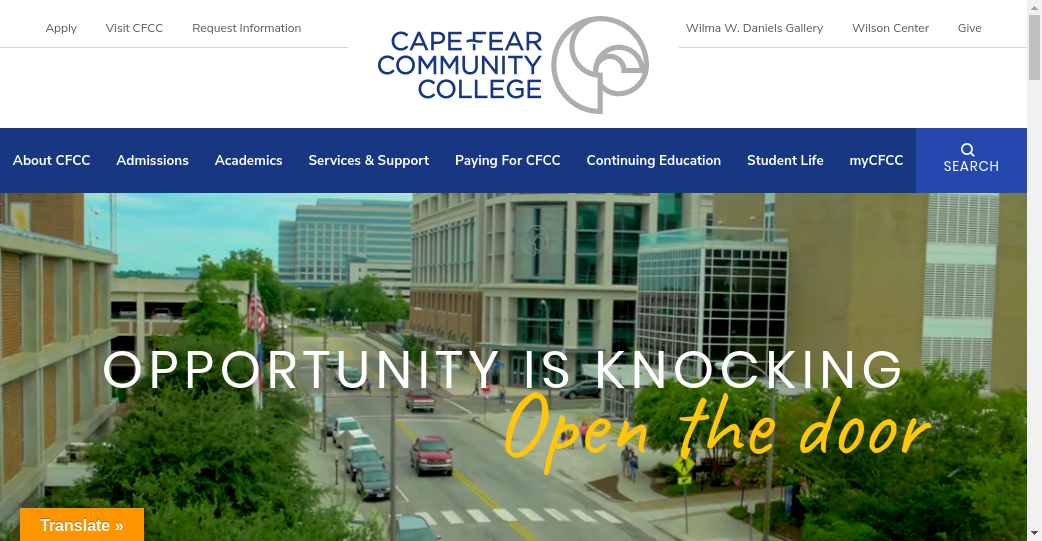 Apply Visit CFCC Request Information
CAPE FEAR
COMMUNITY
COLLEGE
Wilma W. Daniels Gallery Wilson Center Give
About CFCC Admissions Academics Services & Support Paying For CFCC Continuing Education Student Life myCFCC
SEARCH
OPPORTUNITY IS KNOCKING
Open the door
Translate »